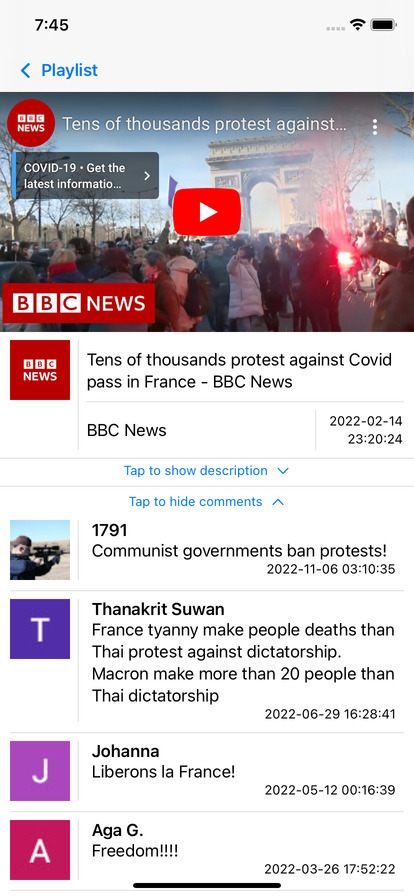 7:45
Playlist
BBC
NEWS
Tens of thousands protest against...
COVID-19 • Get the
latest informatio...
BBC NEWS
BBC
NEWS
Tens of thousands protest against Covid
pass in France - BBC News
BBC News
2022-02-14
23:20:24
Tap to show description
Tap to hide comments
1791
Communist governments ban protests!
2022-11-06 03:10:35
T
Thanakrit Suwan
France tyanny make people deaths than
Thai protest against dictatorship.
Macron make more than 20 people than
Thai dictatorship
2022-06-29 16:28:41
J
Johanna
Liberons la France!
2022-05-12 00:16:39
A
Aga G.
Freedom!!!!
2022-03-26 17:52:22